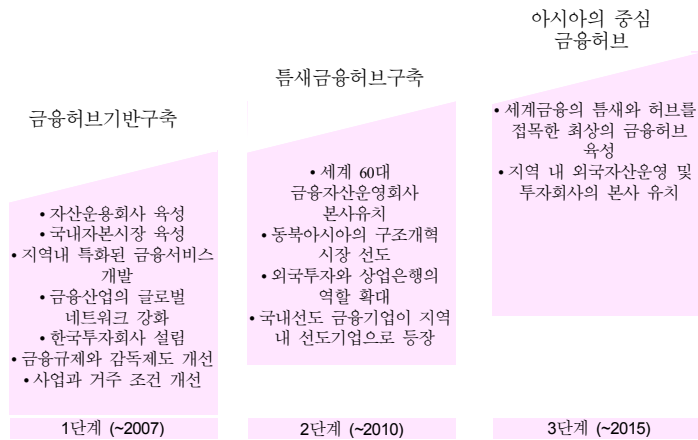 금융허브기반구축
• 자산운용회사 육성
• 국내자본시장 육성
• 지역내 특화된 금융서비스
개발
• 금융산업의 글로벌
네트워크 강화
• 한국투자회사 설립
• 금융규제와 감독제도 개선
• 사업과 거주 조건 개선
1단계 (~2007)
틈새금융허브구축
• 세계 60대
금융자산운영회사
본사유치
• 동북아시아의 구조개혁
시장 선도
• 외국투자와 상업은행의
역할 확대
• 국내선도 금융기업이 지역
내 선도기업으로 등장
2단계 (~2010)
아시아의 중심
금융허브
• 세계금융의 틈새와 허브를
접목한 최상의 금융허브
육성
• 지역 내 외국자산운영 및
투자회사의 본사 유치
3단계 (~2015)